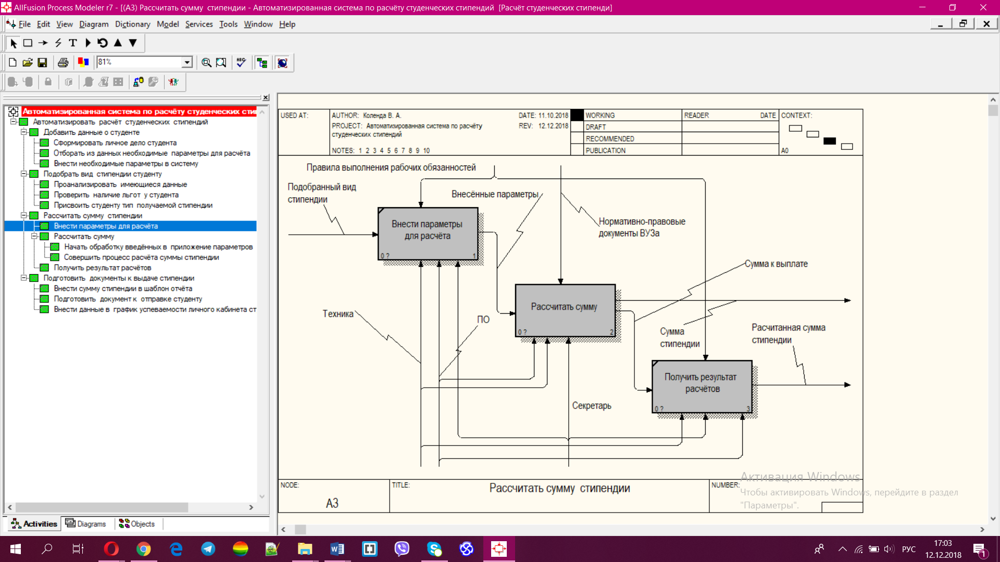 AllFusion Process Modeler r7 - [(A3) Рассчитать сумму стипендии - Автоматизированная система по расчёту студенческих стипендий [Расчёт студенческих стипенди]
File Edit View Diagram Dictionary Model Services Tools Window Help
T
81%
ABC
Автоматизированная система по расчёту студенческих сти
Автоматизировать расчёт студенческих стипендий
Добавить данные о студенте
Сформировать личное дело студента
Отборать из данных необходимые параметры для расчёта
Внести необходимые параметры в систему
Подобрать вид стипендии студенту
Проанализировать имеющиеся данные
Проверить наличие льгот у студента
Присвоить студенту тип получаемой стипендии
Рассчитать сумму стипендии
Внести параметры для расчёта
Рассчитать сумму
Начать обработку введённых в приложение параметров
Совершить процесс расчёта суммы стипендии
Получить результат расчётов
Подготовить документы к выдаче стипендии
Внести сумму стипендии в шаблон отчёта
Подготовить документ к отправке студенту
Внести данные в график успеваемости личного кабинета ст
Activities Diagrams Objects
USED AT:
AUTHOR: Коленда В. А.
DATE: 11.10.2018
PROJECT: Автоматизированная система по расчёту
студенческих стипендий
REV: 12.12.2018
NOTES: 1 2 3 4 5 6 7 8 9 10
WORKING
DRAFT
RECOMMENDED
PUBLICATION
READER DATE
CONTEXT:
A0
Правила выполнения рабочих обязанностей
Подобранный вид
стипендии
Внесённые параметры
Внести параметры
для расчёта
0 ? 1
Нормативно-правовые
документы ВУЗа
Сумма к выплате
Рассчитать сумму
0 ? 2
Техника
ПО
Сумма
стипендии
Расчитанная сумма
стипендии
Получить результат
расчётов
0 ? 3
Секретарь
NODE:
A3
TITLE:
Рассчитать сумму стипендии
NUMBER:
Активация Windows
Чтобы активировать Windows, перейдите в раздел
"Параметры".
РУС
17:03
12.12.2018
1